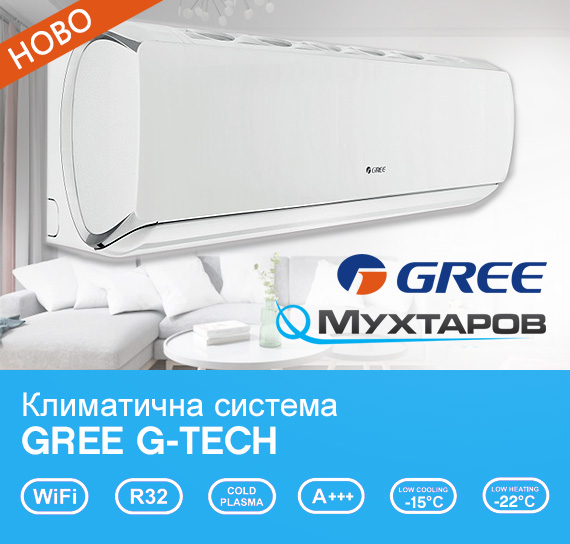 НОВО
GREE
GREE
МУХТАРОВ
Климатична система
GREE G-TECH
WiFi
R32
COLD
PLASMA
A+++
LOW COOLING
-15°C
LOW HEATING
-22°C